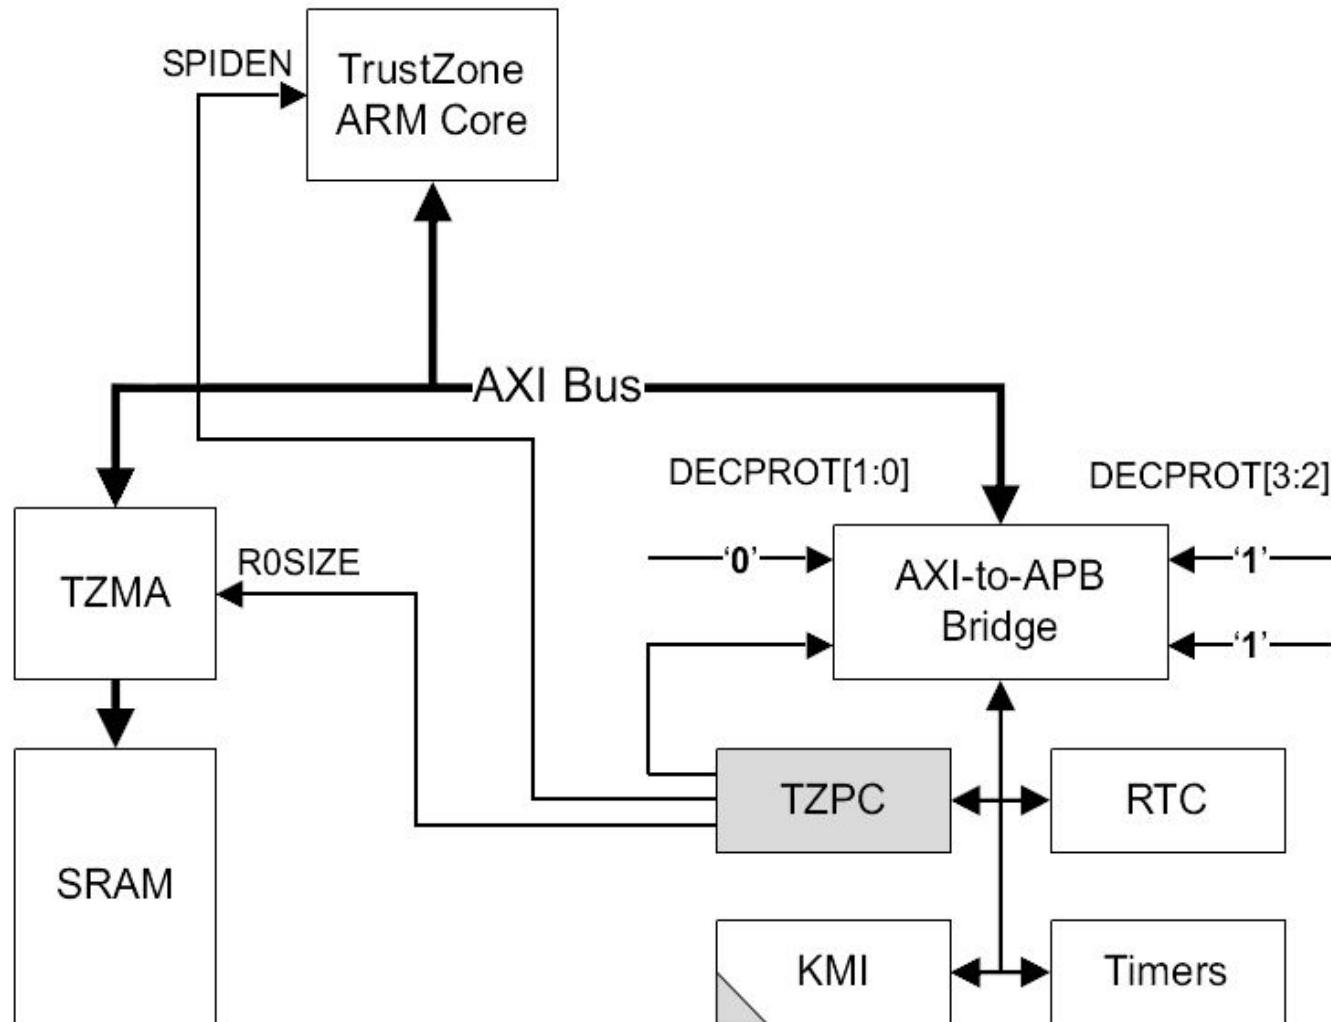 SPIDEN
TrustZone
ARM Core
AXI Bus
DECPROT[1:0]
DECPROT[3:2]
TZMA
R0SIZE
‘0’
AXI-to-APB
Bridge
‘1’
‘1’
SRAM
TZPC
RTC
KMI
Timers